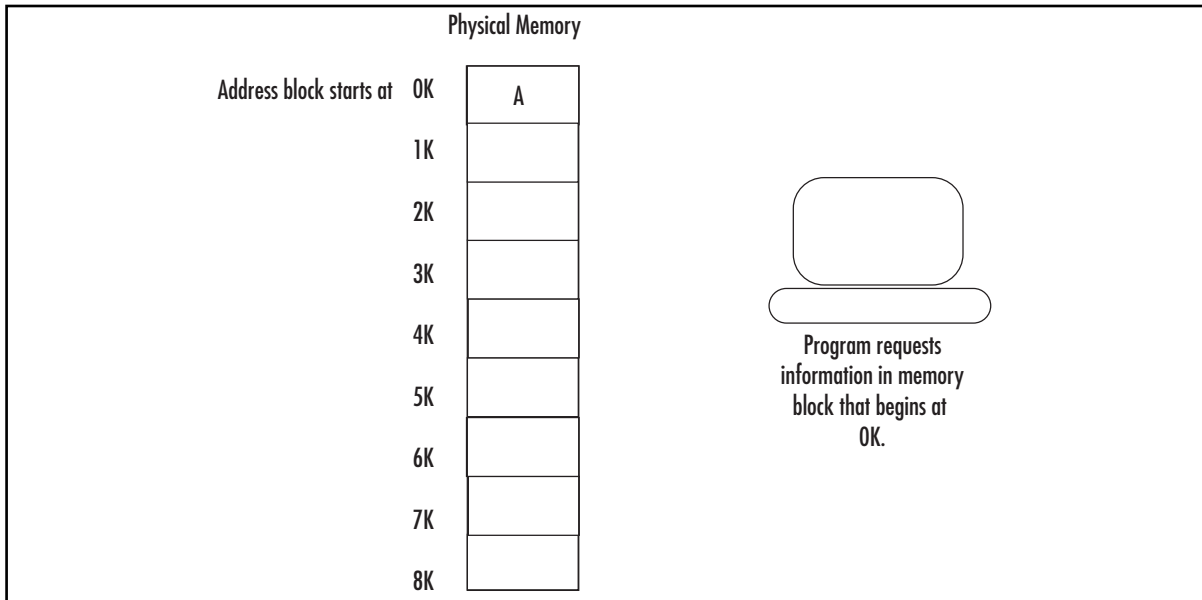 Physical Memory
Address block starts at 0K
A
1K
2K
3K
4K
5K
6K
7K
8K
Program requests
information in memory
block that begins at
0K.